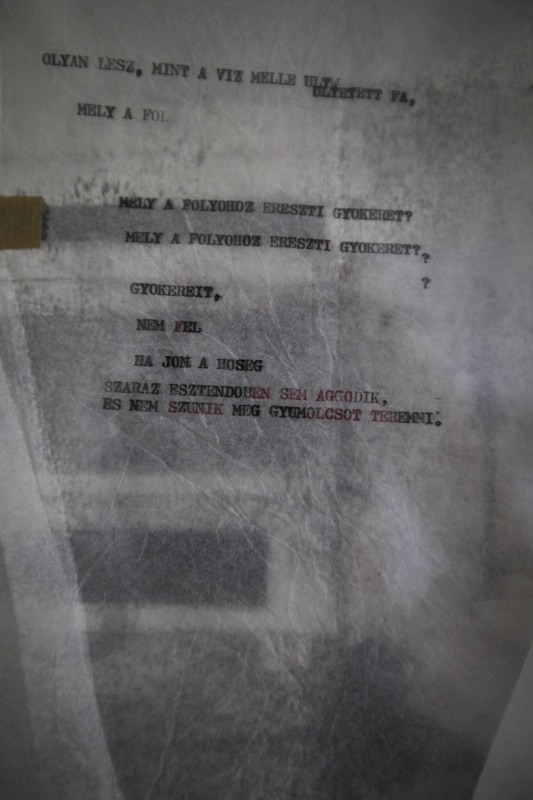 OLYAN LESZ, MINT A VIZ MELLE ULT
ULTETETT FA,
MELY A FOL
MELY A FOLYOHOZ ERESZTI GYOKERET?
MELY A FOLYOHOZ ERESZTI GYOKERET?,
?
?
GYOKEREIT,
NEM FEL
HA JON A HOSEG
SZARAZ ESZTENDOBEN SEM AGGODIK,
ES NEM SZUNIK MEG GYUMOLCSOT TEREMNI.